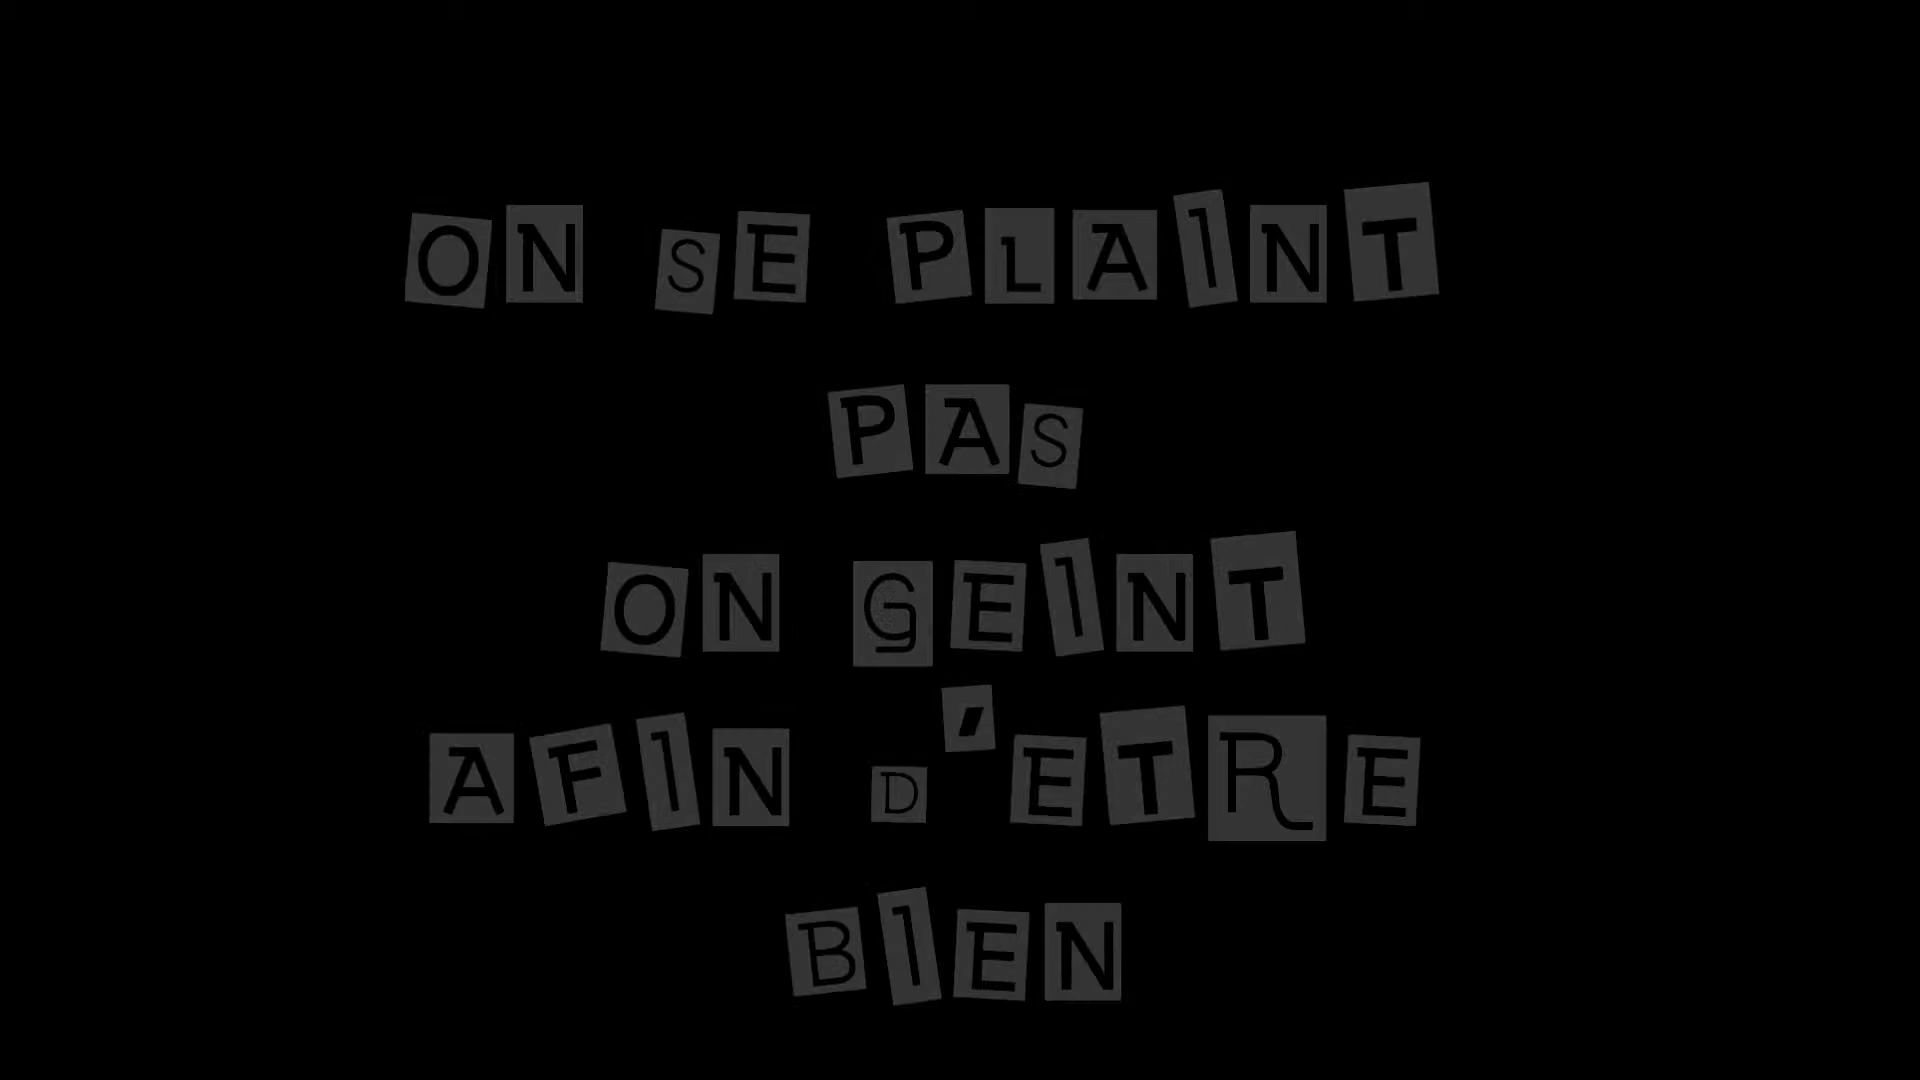 ON SE PLAINT
PAS
ON GEINT
AFIN D'ETRE
BIEN